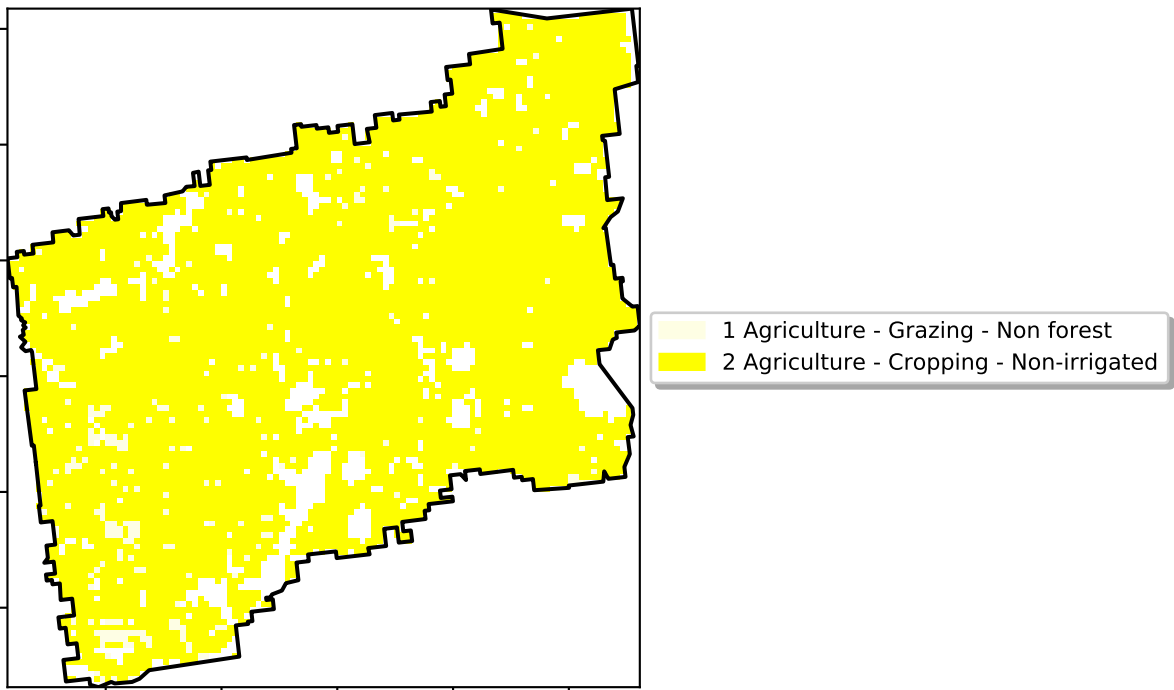 1 Agriculture - Grazing - Non forest
2 Agriculture - Cropping - Non-irrigated